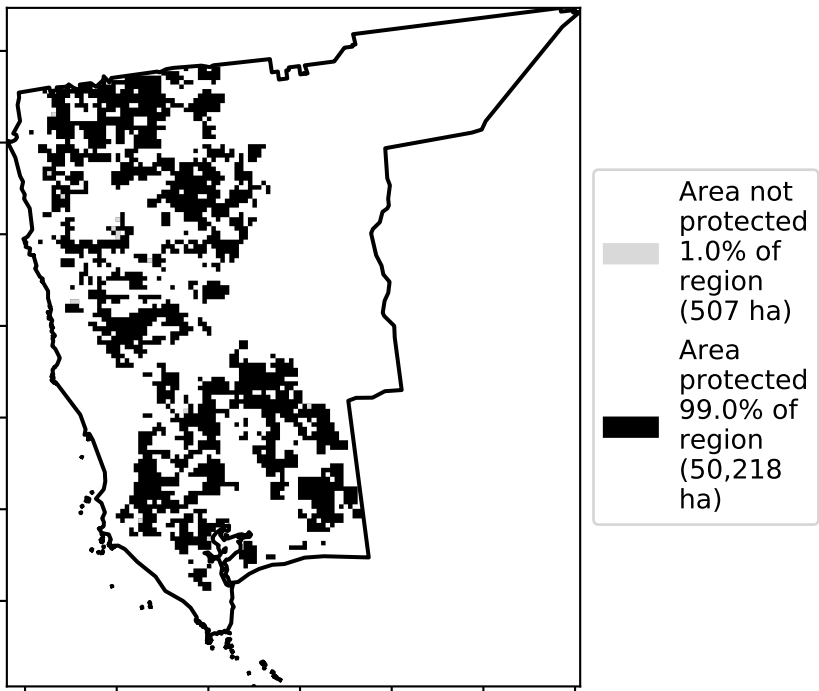 Area not
protected
1.0% of
region
(507 ha)
Area
protected
99.0% of
region
(50,218
ha)